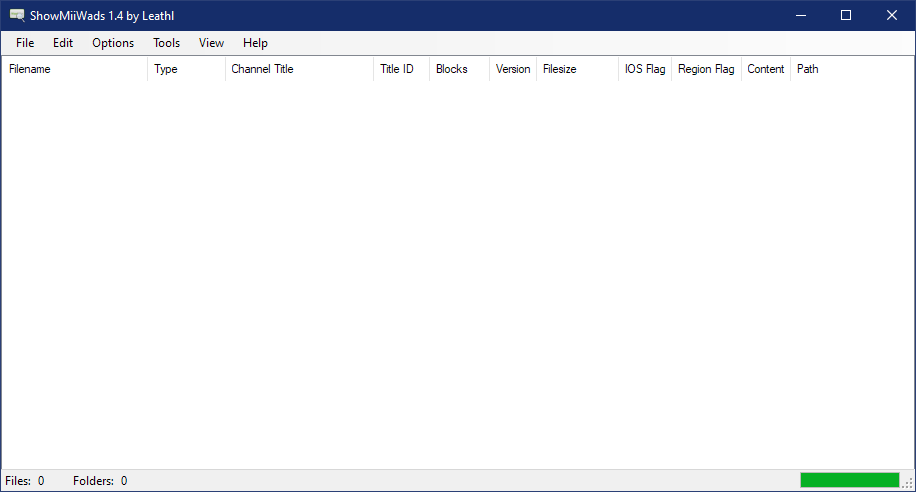 ShowMiiWads 1.4 by Leathl
File Edit Options Tools View Help
Filename Type Channel Title Title ID Blocks Version Filesize IOS Flag Region Flag Content Path
Files: 0 Folders: 0